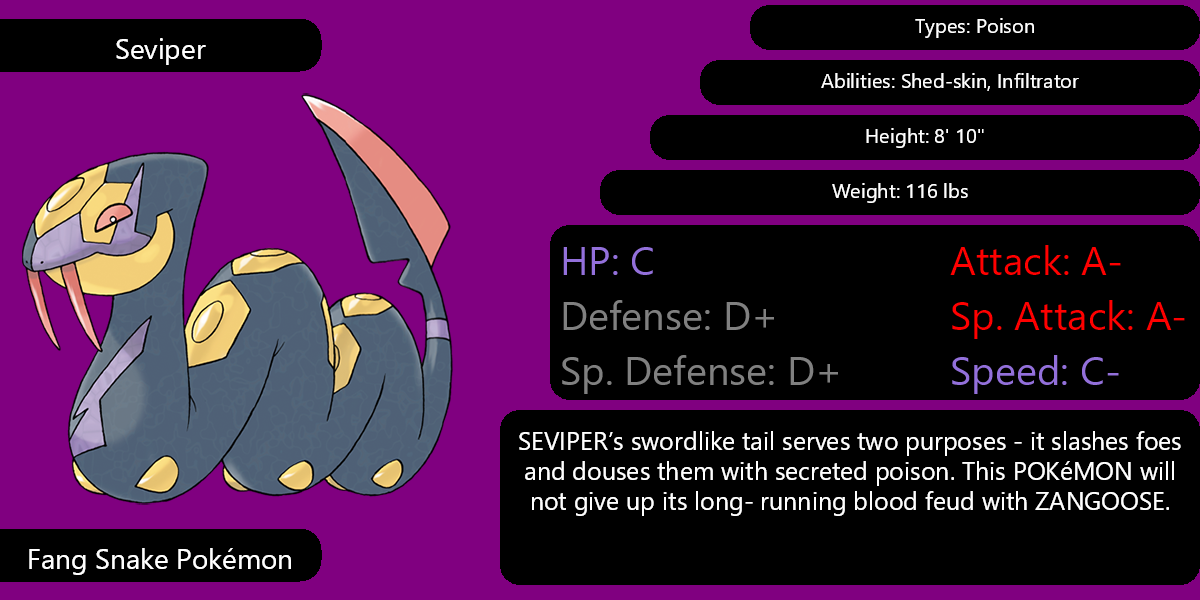 Seviper
Types: Poison
Abilities: Shed-skin, Infiltrator
Height: 8' 10"
Weight: 116 lbs
HP: C
Attack: A-
Defense: D+
Sp. Attack: A-
Sp. Defense: D+
Speed: C-
SEVIPER’s swordlike tail serves two purposes - it slashes foes
and douses them with secreted poison. This POKéMON will
not give up its long- running blood feud with ZANGOOSE.
Fang Snake Pokémon